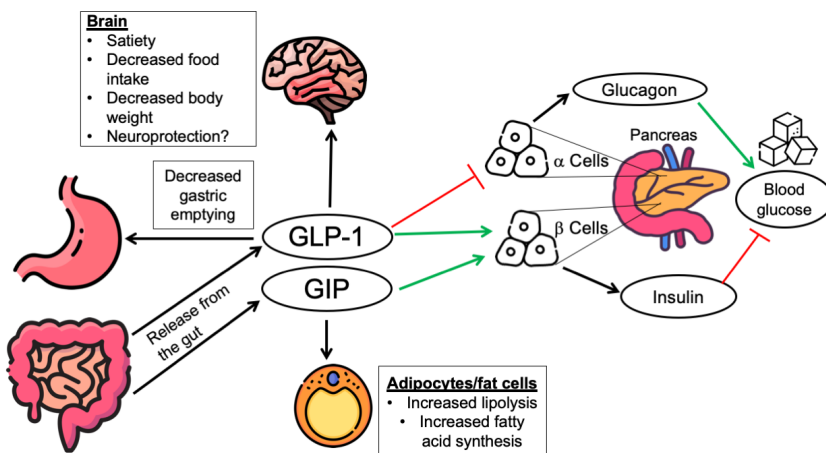 Brain
• Satiety
• Decreased food
intake
• Decreased body
weight
• Neuroprotection?
Decreased
gastric
emptying
GLP-1
GIP
Release from
the gut
Adipocytes/fat cells
• Increased lipolysis
• Increased fatty
acid synthesis
Glucagon
α Cells
Pancreas
β Cells
Insulin
Blood
glucose